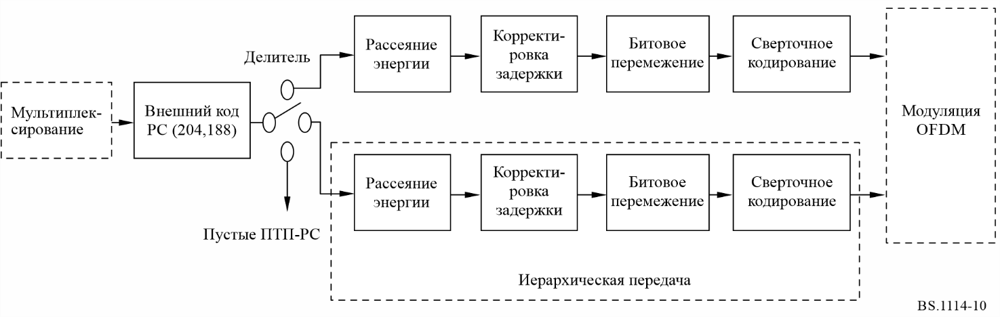 Делитель
Рассеяние
энергии
Корректи-
ровка
задержки
Битовое
перемежение
Сверточное
кодирование
Мультиплек-
сирование
Внешний код
РС (204,188)
Модуляция
OFDM
Рассеяние
энергии
Корректи-
ровка
задержки
Битовое
перемежение
Сверточное
кодирование
Пустые ПТП-РС
Иерархическая передача
BS.1114-10